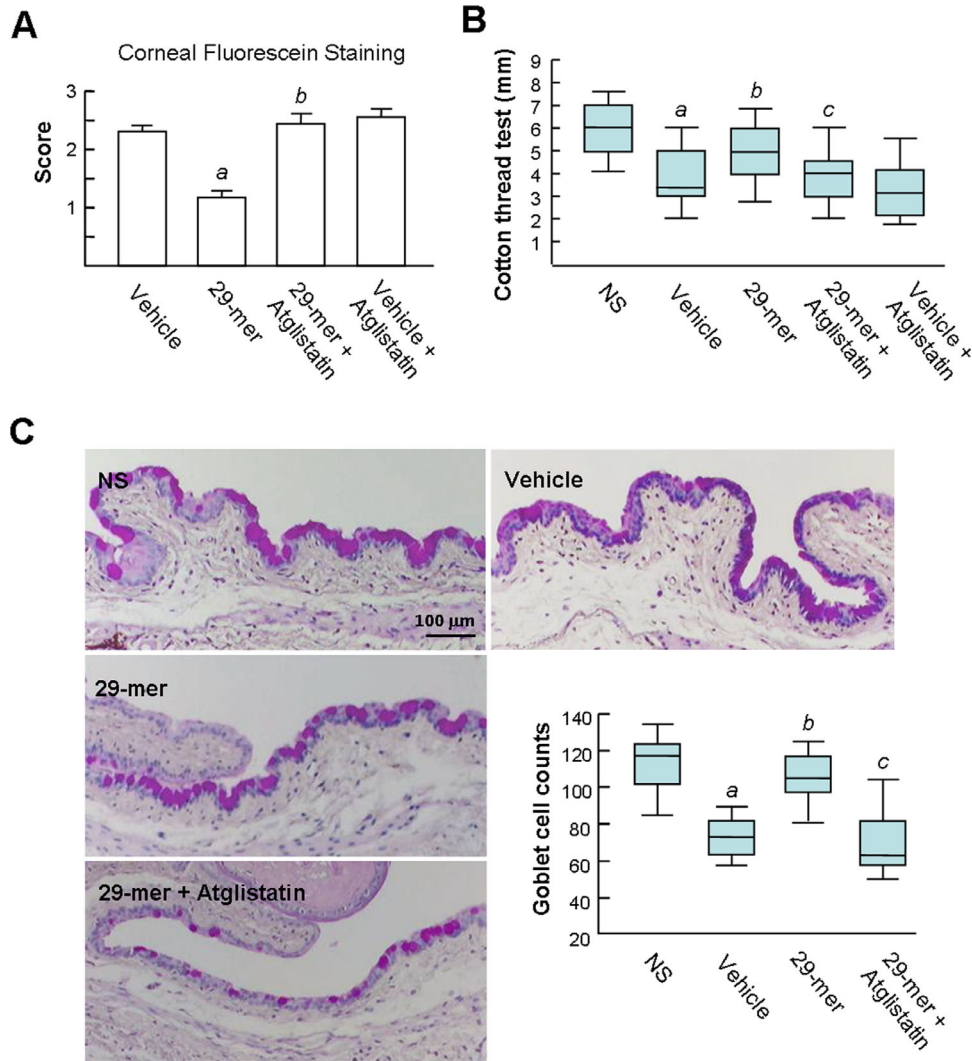 A
Corneal Fluorescein Staining
Score
3
2
1
a
b
Vehicle
29-mer
29-mer +
Atglistatin
Vehicle +
Atglistatin
B
Cotton thread test (mm)
9
8
7
6
5
4
3
2
1
a
b
c
NS
Vehicle
29-mer
29-mer +
Atglistatin
Vehicle +
Atglistatin
C
NS
100 µm
Vehicle
29-mer
29-mer + Atglistatin
Goblet cell counts
140
120
100
80
60
40
20
a
b
c
NS
Vehicle
29-mer
29-mer +
Atglistatin